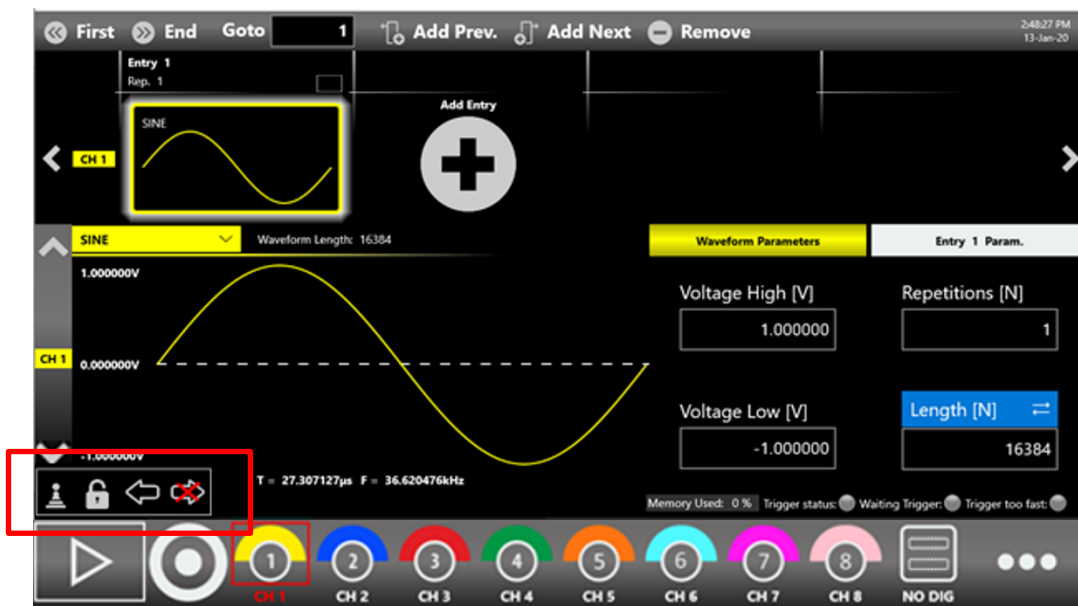 First End Goto 1 Add Prev. Add Next Remove 2:48:27 PM
13-Jan-20
Entry 1
Rep. 1
Add Entry
SINE
CH 1
SINE Waveform Length: 16384 Waveform Parameters Entry 1 Param.
1.000000V
Voltage High [V] Repetitions [N]
1.000000 1
CH 1 0.000000V
Voltage Low [V] Length [N]
-1.000000 16384
-1.000000V
T = 27.307127µs F = 36.620476kHz
Memory Used: 0 % Trigger status: Waiting Trigger: Trigger too fast:
1 2 3 4 5 6 7 8
CH 1 CH 2 CH 3 CH 4 CH 5 CH 6 CH 7 CH 8 NO DIG